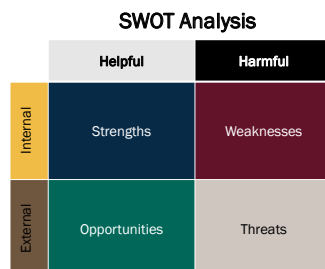 SWOT Analysis
Helpful
Harmful
Internal
Strengths
Weaknesses
External
Opportunities
Threats